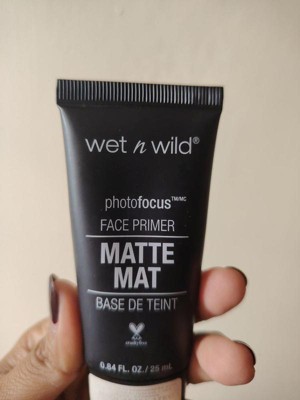 wet n wild®
photofocus™/MC
FACE PRIMER
MATTE
MAT
BASE DE TEINT
0.84 FL. OZ./ 25 mL